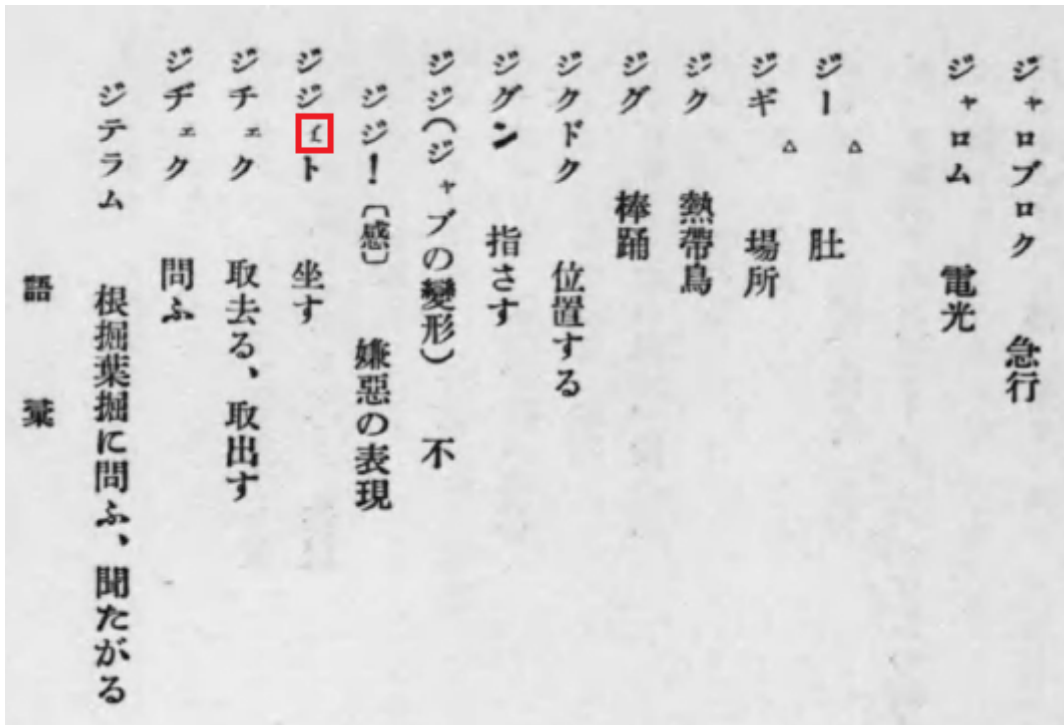 ジャロブロク 急行
ジャロム 電光
ジー△ 肚
ジギ△ 場所
ジク 熱帶鳥
ジグ 棒踊
ジクドク 位置する
ジグン 指さす
ジジ(ジャブの變形) 不
ジジ!〔感〕 嫌惡の表現
ジジ𛄡ト 坐す
ジチェク 取去る、取出す
ジヂェク 問ふ
ジテラム 根掘葉掘に問ふ、聞たがる
語彙